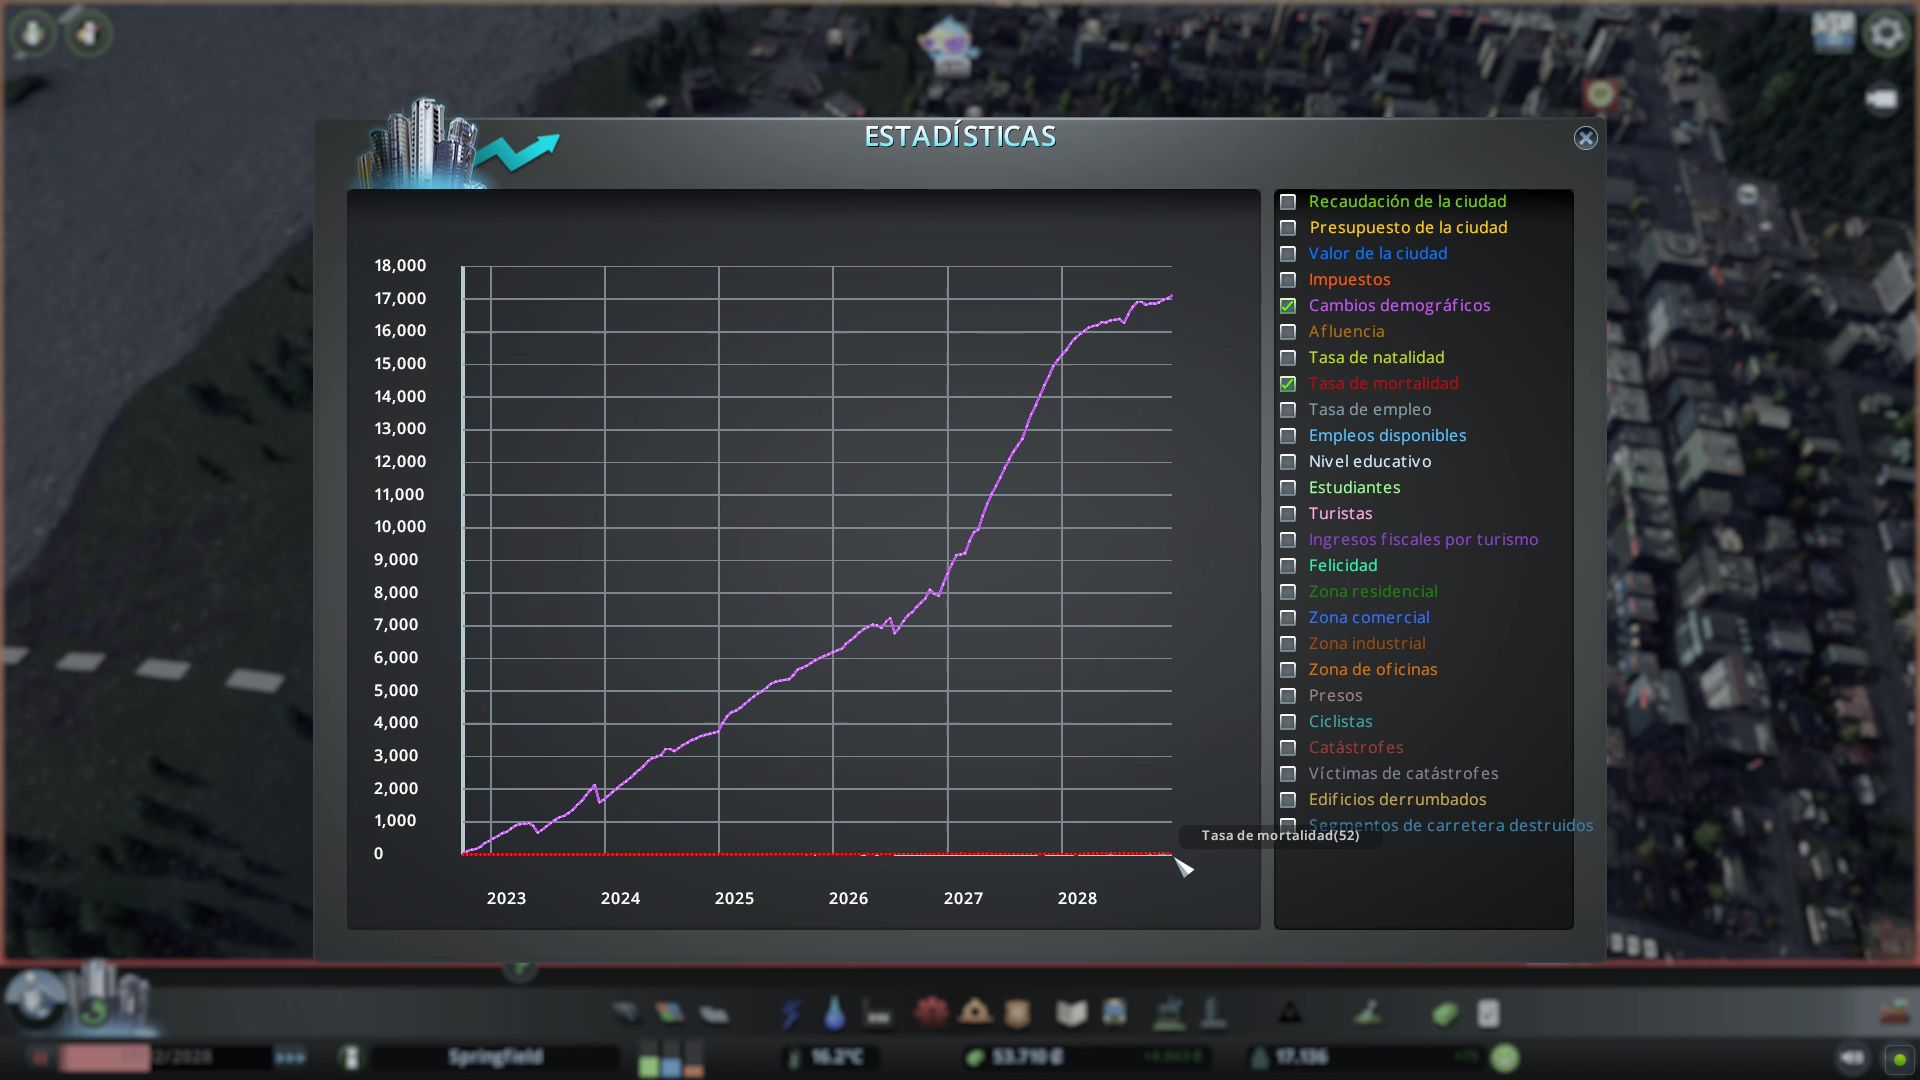 ESTADÍSTICAS
18,000
17,000
16,000
15,000
14,000
13,000
12,000
11,000
10,000
9,000
8,000
7,000
6,000
5,000
4,000
3,000
2,000
1,000
0
2023
2024
2025
2026
2027
2028
Recaudación de la ciudad
Presupuesto de la ciudad
Valor de la ciudad
Impuestos
Cambios demográficos
Afluencia
Tasa de natalidad
Tasa de mortalidad
Tasa de empleo
Empleos disponibles
Nivel educativo
Estudiantes
Turistas
Ingresos fiscales por turismo
Felicidad
Zona residencial
Zona comercial
Zona industrial
Zona de oficinas
Presos
Ciclistas
Catástrofes
Víctimas de catástrofes
Edificios derrumbados
Segmentos de carretera destruidos
Tasa de mortalidad(52)
Springfield
16.2°C
53.710 ₡
17.136